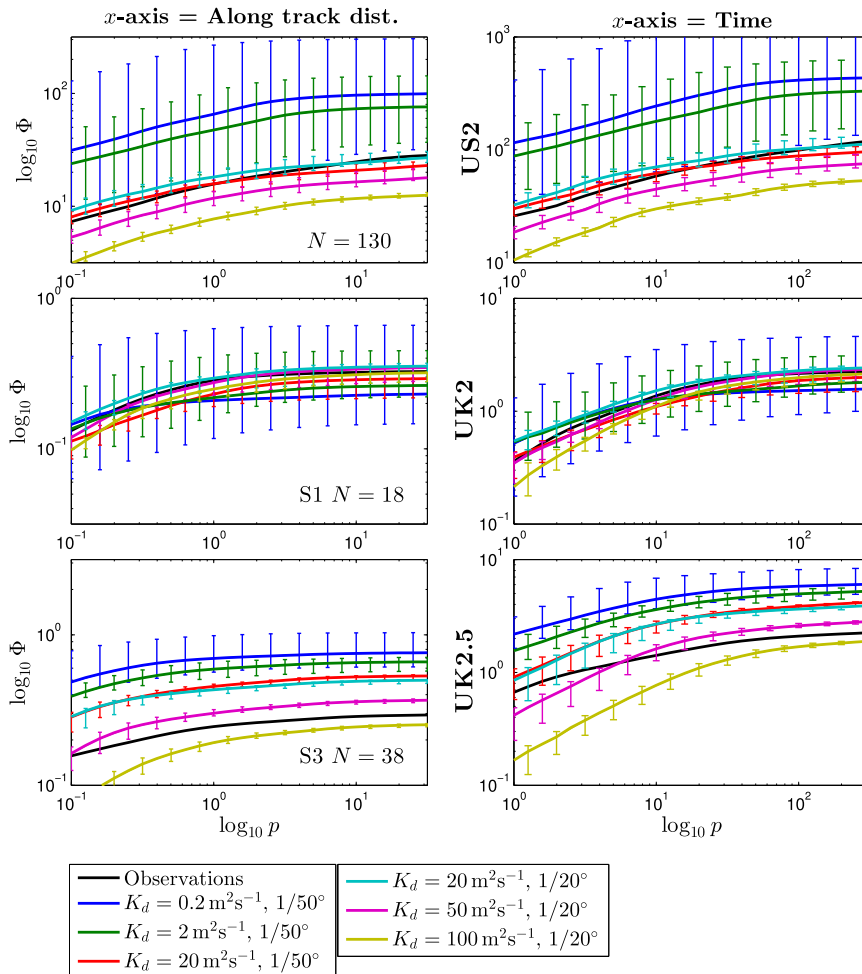 x-axis = Along track dist.
x-axis = Time
10^2
10^1
log10 Φ
10^-1
10^0
10^1
N = 130
10^3
10^2
10^1
US2
10^0
10^1
10^2
10^0
10^-1
log10 Φ
10^-1
10^0
10^1
S1 N = 18
10^1
10^0
10^-1
UK2
10^0
10^1
10^2
10^0
10^-1
log10 Φ
10^-1
10^0
10^1
S3 N = 38
log10 p
10^1
10^0
10^-1
UK2.5
10^0
10^1
10^2
log10 p
Observations
Kd = 0.2 m²s⁻¹, 1/50°
Kd = 2 m²s⁻¹, 1/50°
Kd = 20 m²s⁻¹, 1/50°
Kd = 20 m²s⁻¹, 1/20°
Kd = 50 m²s⁻¹, 1/20°
Kd = 100 m²s⁻¹, 1/20°